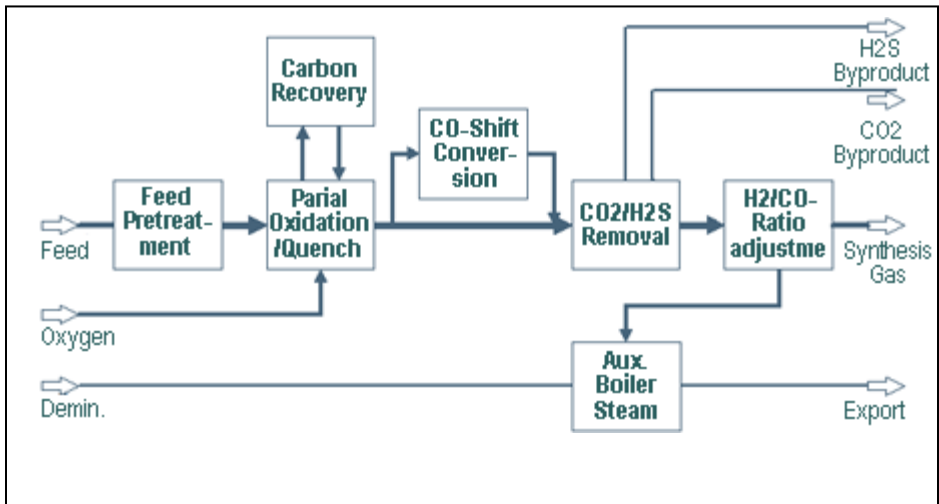 H2S
Byproduct
Carbon
Recovery
CO-Shift
Conver-
sion
CO2
Byproduct
Feed
Pretreat-
ment
Parial
Oxidation
/Quench
CO2/H2S
Removal
H2/CO-
Ratio
adjustme
Feed
Synthesis
Gas
Oxygen
Aux.
Boiler
Steam
Demin.
Export